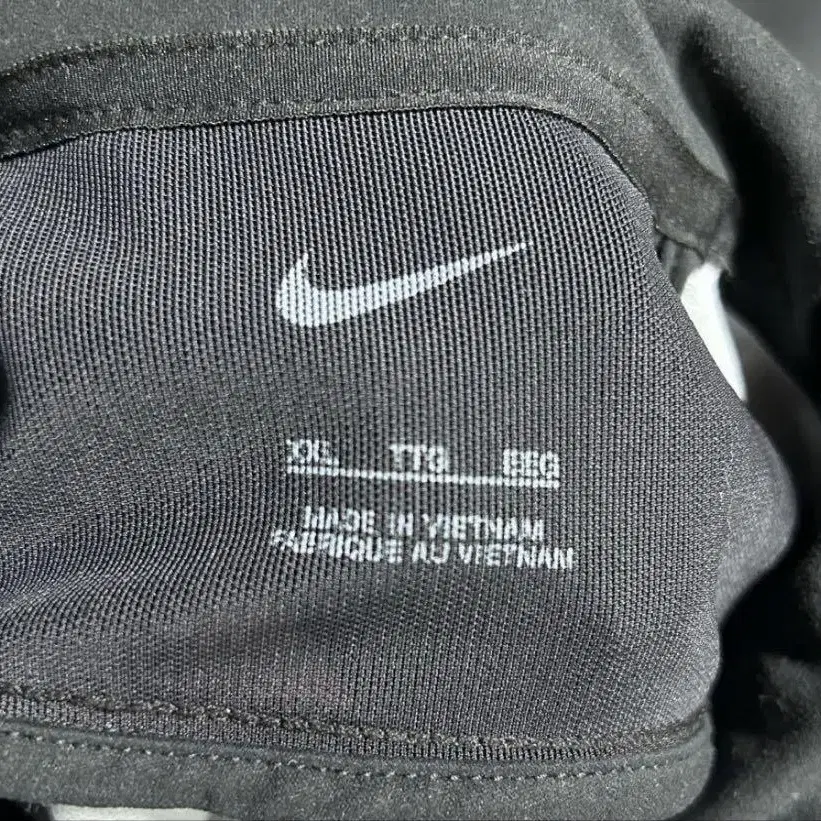 XXL TTG EEG
MADE IN VIETNAM
FABRIQUE AU VIETNAM